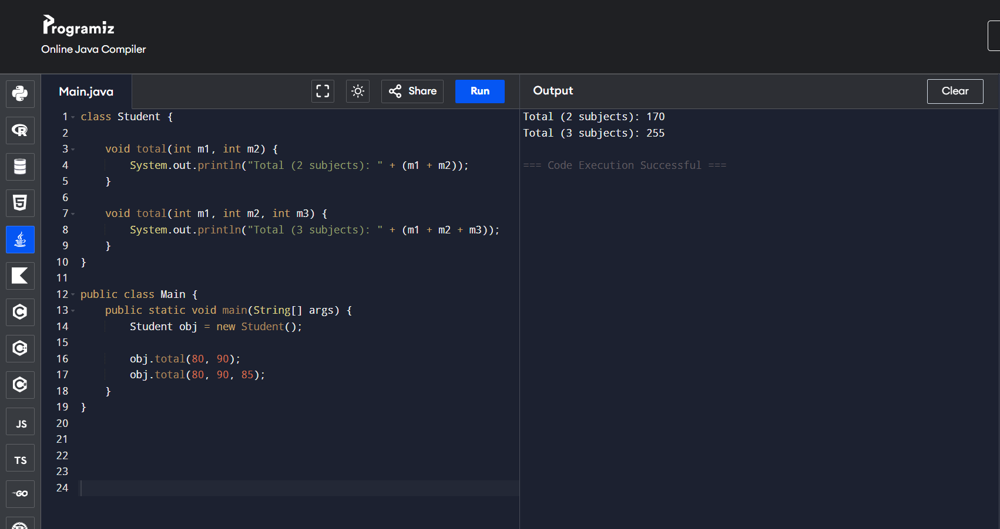 Programiz
Online Java Compiler
Main.java
Share
Run
Output
Clear
1 class Student {
2
3     void total(int m1, int m2) {
4         System.out.println("Total (2 subjects): " + (m1 + m2));
5     }
6
7     void total(int m1, int m2, int m3) {
8         System.out.println("Total (3 subjects): " + (m1 + m2 + m3));
9     }
10 }
11
12 public class Main {
13     public static void main(String[] args) {
14         Student obj = new Student();
15
16         obj.total(80, 90);
17         obj.total(80, 90, 85);
18     }
19 }
20
21
22
23
24
Total (2 subjects): 170
Total (3 subjects): 255
=== Code Execution Successful ===
R
5
C
C++
C#
JS
TS
GO